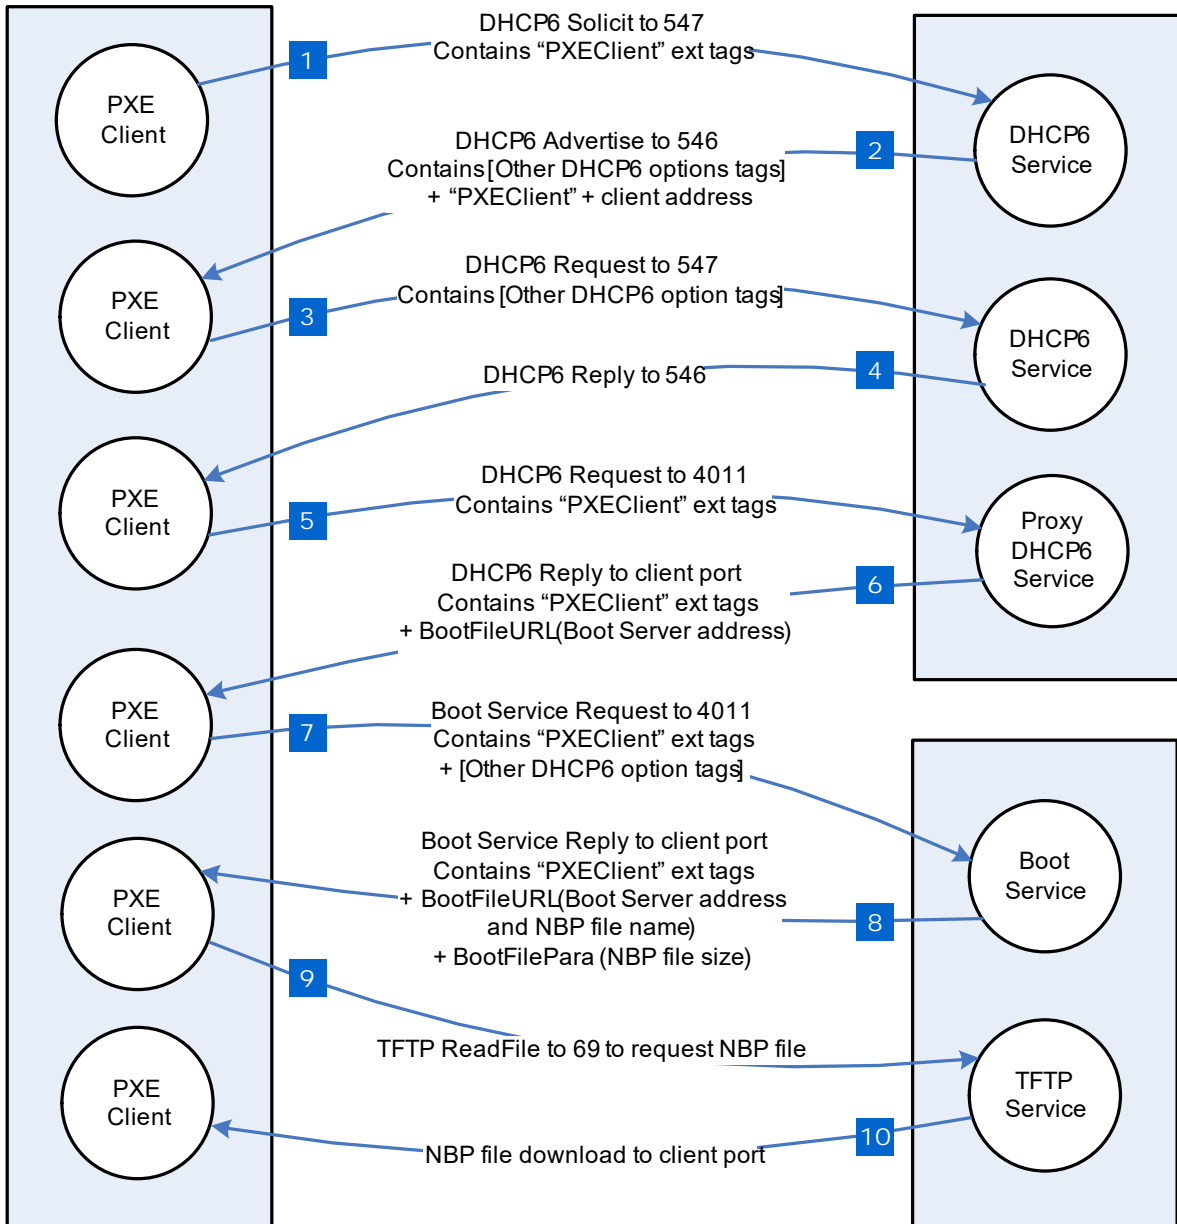 DHCP6 Solicit to 547
Contains “PXEClient” ext tags
1
PXE
Client
DHCP6
Service
DHCP6 Advertise to 546
Contains [Other DHCP6 options tags]
+ “PXEClient” + client address
2
PXE
Client
DHCP6 Request to 547
Contains [Other DHCP6 option tags]
3
DHCP6
Service
DHCP6 Reply to 546
4
PXE
Client
DHCP6 Request to 4011
Contains “PXEClient” ext tags
5
Proxy
DHCP6
Service
DHCP6 Reply to client port
Contains “PXEClient” ext tags
+ BootFileURL(Boot Server address)
6
PXE
Client
Boot Service Request to 4011
Contains “PXEClient” ext tags
+ [Other DHCP6 option tags]
7
Boot
Service
Boot Service Reply to client port
Contains “PXEClient” ext tags
+ BootFileURL(Boot Server address
and NBP file name)
+ BootFilePara (NBP file size)
8
PXE
Client
9
TFTP ReadFile to 69 to request NBP file
TFTP
Service
PXE
Client
10
NBP file download to client port